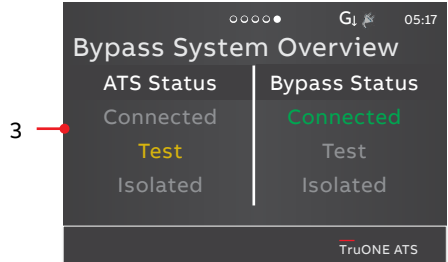 G↓ 05:17
Bypass System Overview
ATS Status Bypass Status
Connected Connected
3
Test Test
Isolated Isolated
TruONE ATS